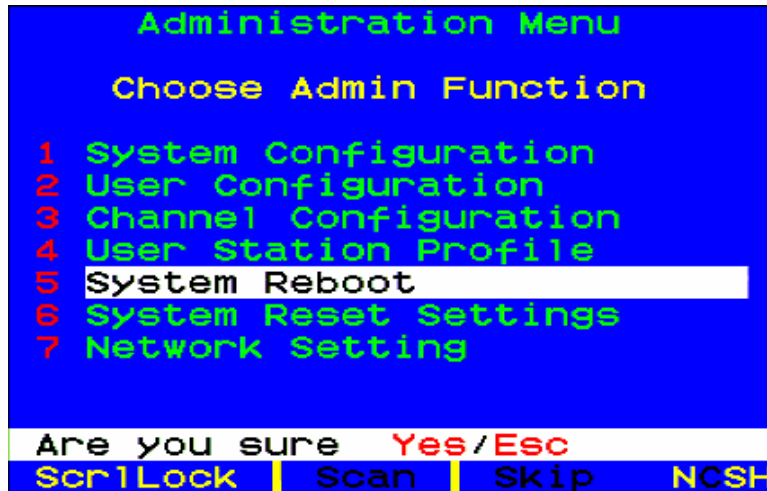 Administration Menu
Choose Admin Function
1 System Configuration
2 User Configuration
3 Channel Configuration
4 User Station Profile
5 System Reboot
6 System Reset Settings
7 Network Setting
Are you sure Yes/Esc
ScrlLock Scan Skip NCSH